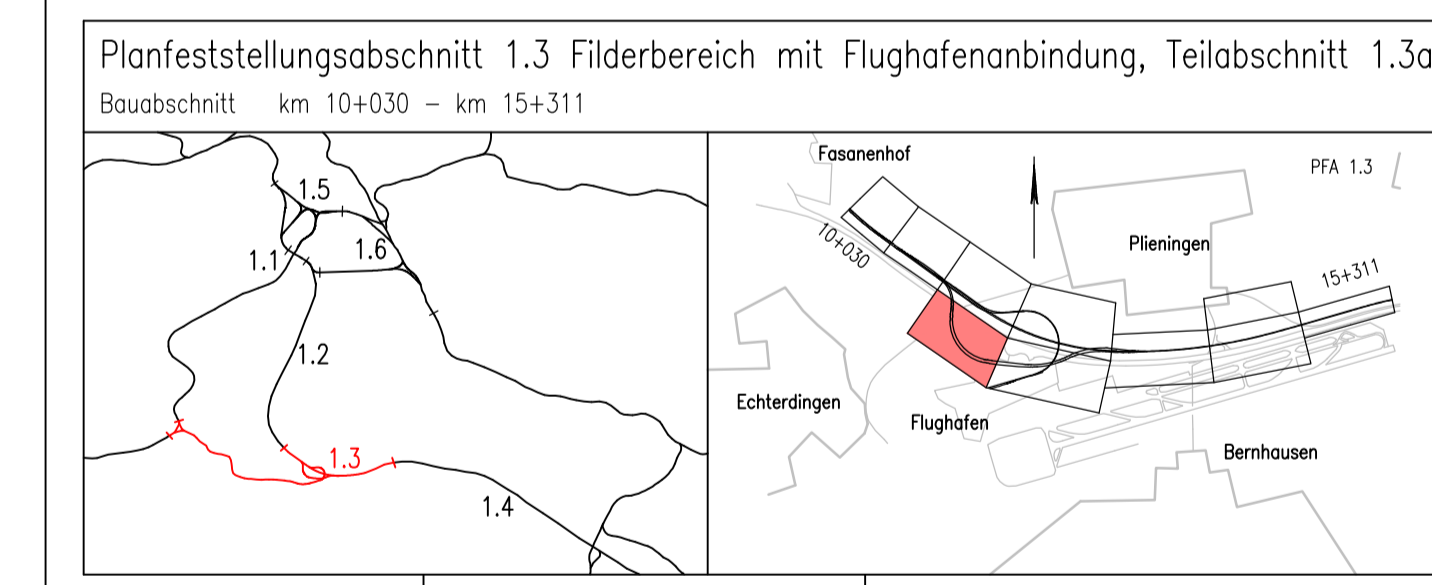 Planfeststellungsabschnitt 1.3 Filderbereich mit Flughafenanbindung, Teilabschnitt 1.3a
Bauabschnitt km 10+030 – km 15+311
1.5
1.6
1.1
1.2
1.3
1.4
Fasanenhof
PFA 1.3
10+030
Plieningen
15+311
Echterdingen
Flughafen
Bernhausen